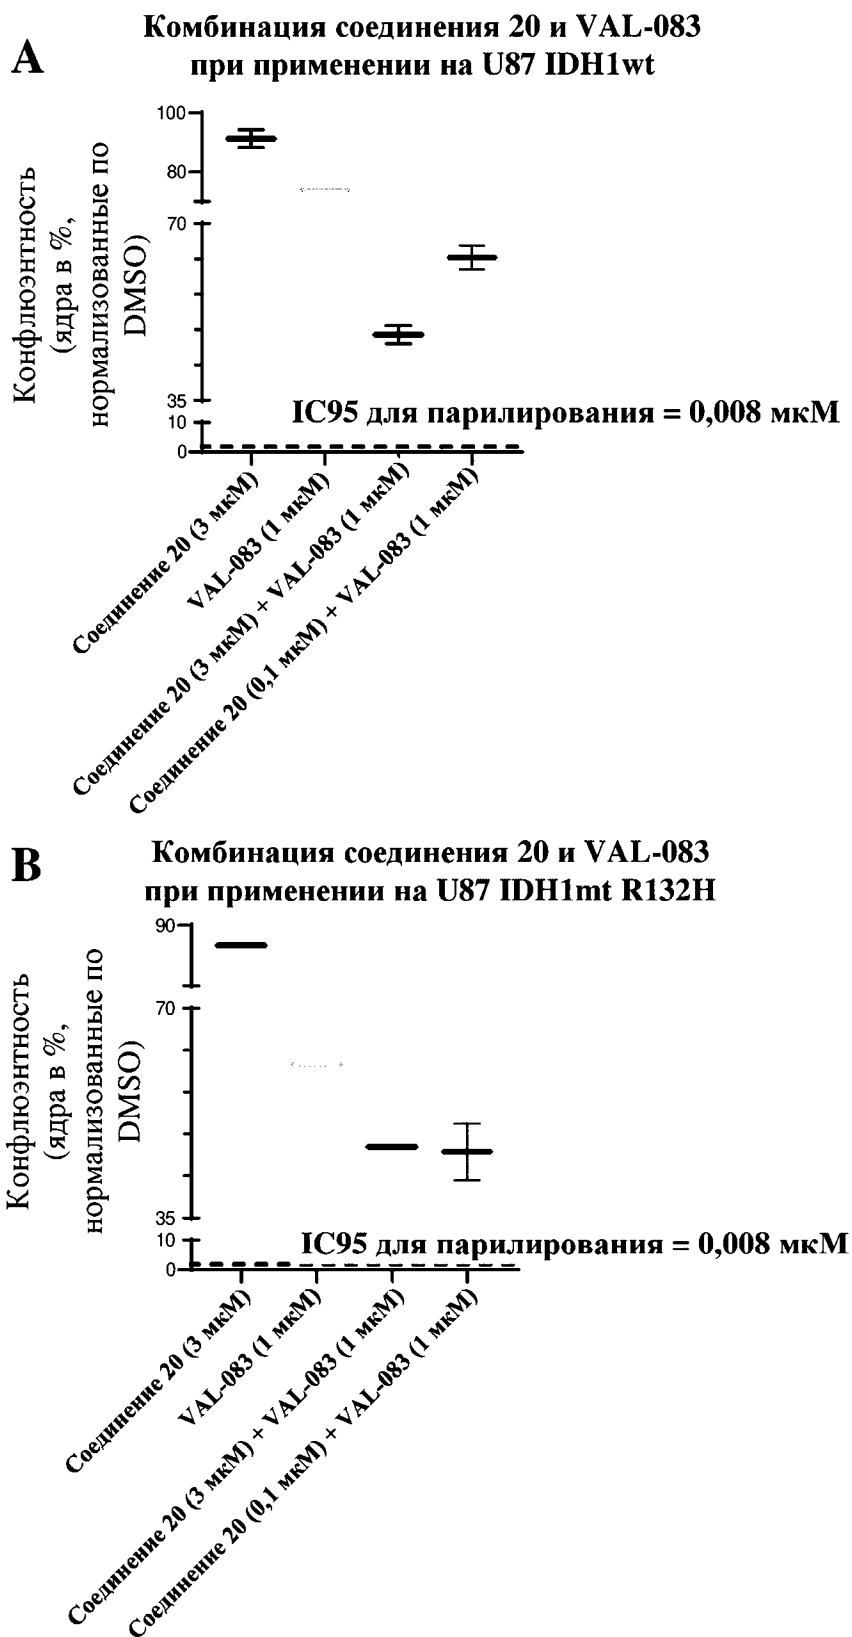 A
Комбинация соединения 20 и VAL-083
при применении на U87 IDH1wt
Конфлюэнтность
(ядра в %,
нормализованные по
DMSO)
100
80
70
35
10
0
IC95 для парилирования = 0,008 мкМ
Соединение 20 (3 мкМ)
VAL-083 (1 мкМ)
Соединение 20 (3 мкМ) + VAL-083 (1 мкМ)
Соединение 20 (0,1 мкМ) + VAL-083 (1 мкМ)
B
Комбинация соединения 20 и VAL-083
при применении на U87 IDH1mt R132H
Конфлюэнтность
(ядра в %,
нормализованные по
DMSO)
90
70
35
10
0
IC95 для парилирования = 0,008 мкМ
Соединение 20 (3 мкМ)
VAL-083 (1 мкМ)
Соединение 20 (3 мкМ) + VAL-083 (1 мкМ)
Соединение 20 (0,1 мкМ) + VAL-083 (1 мкМ)